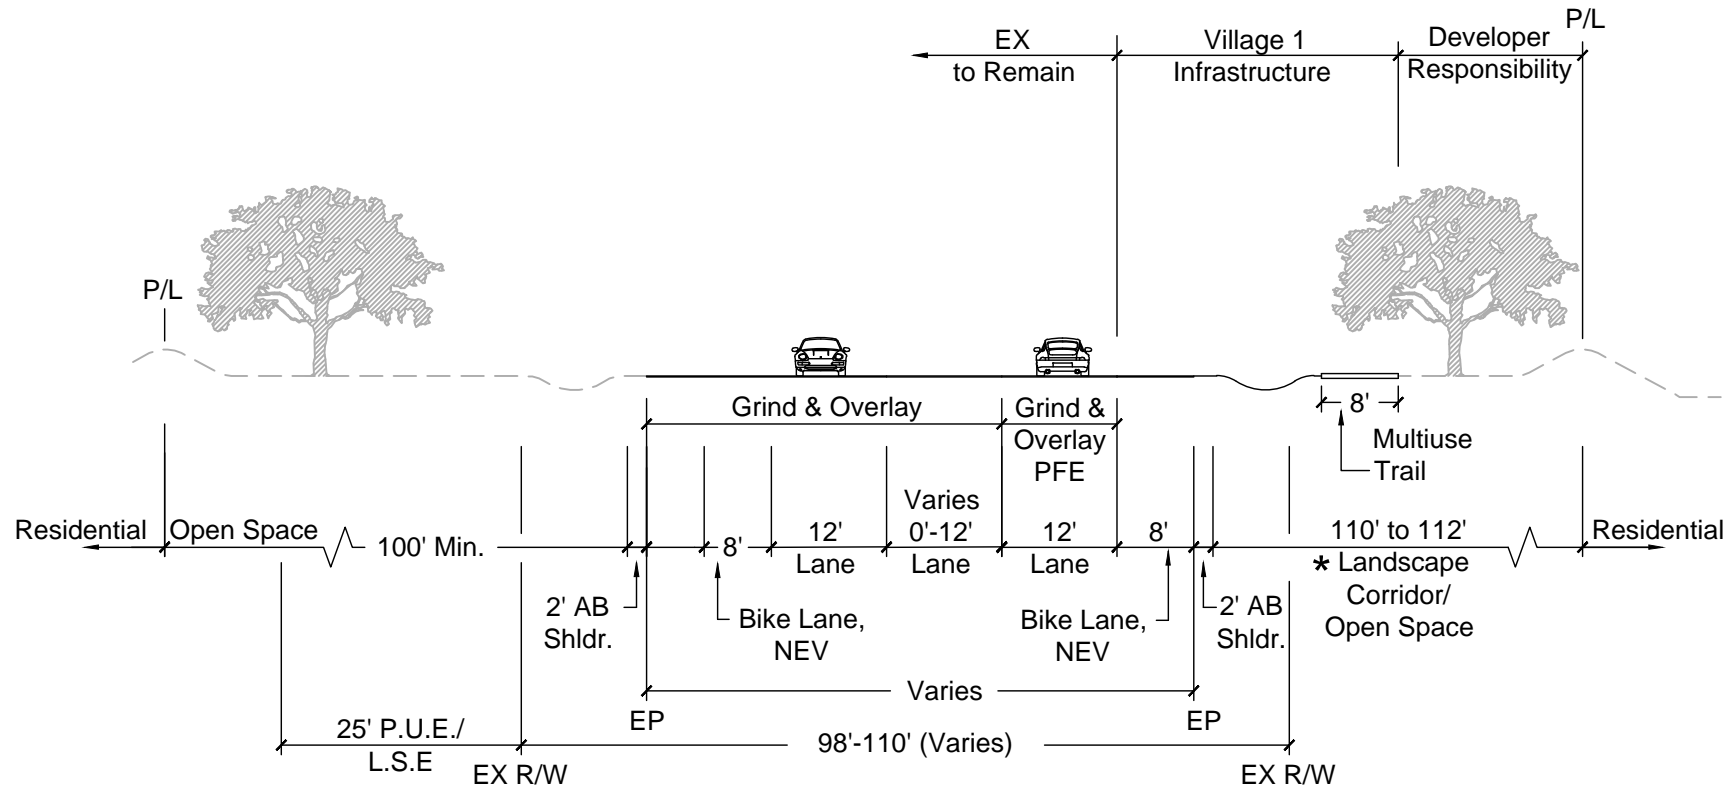 P/L
EX
to Remain
Village 1
Infrastructure
Developer
Responsibility
P/L
Grind & Overlay
Grind &
Overlay
PFE
8'
Multiuse
Trail
Residential
Open Space
100' Min.
8'
12'
Lane
Varies
0'-12'
Lane
12'
Lane
8'
110' to 112'
* Landscape
Corridor/
Open Space
Residential
2' AB
Shldr.
Bike Lane,
NEV
Bike Lane,
NEV
2' AB
Shldr.
Varies
EP
EP
25' P.U.E./
L.S.E
98'-110' (Varies)
EX R/W
EX R/W